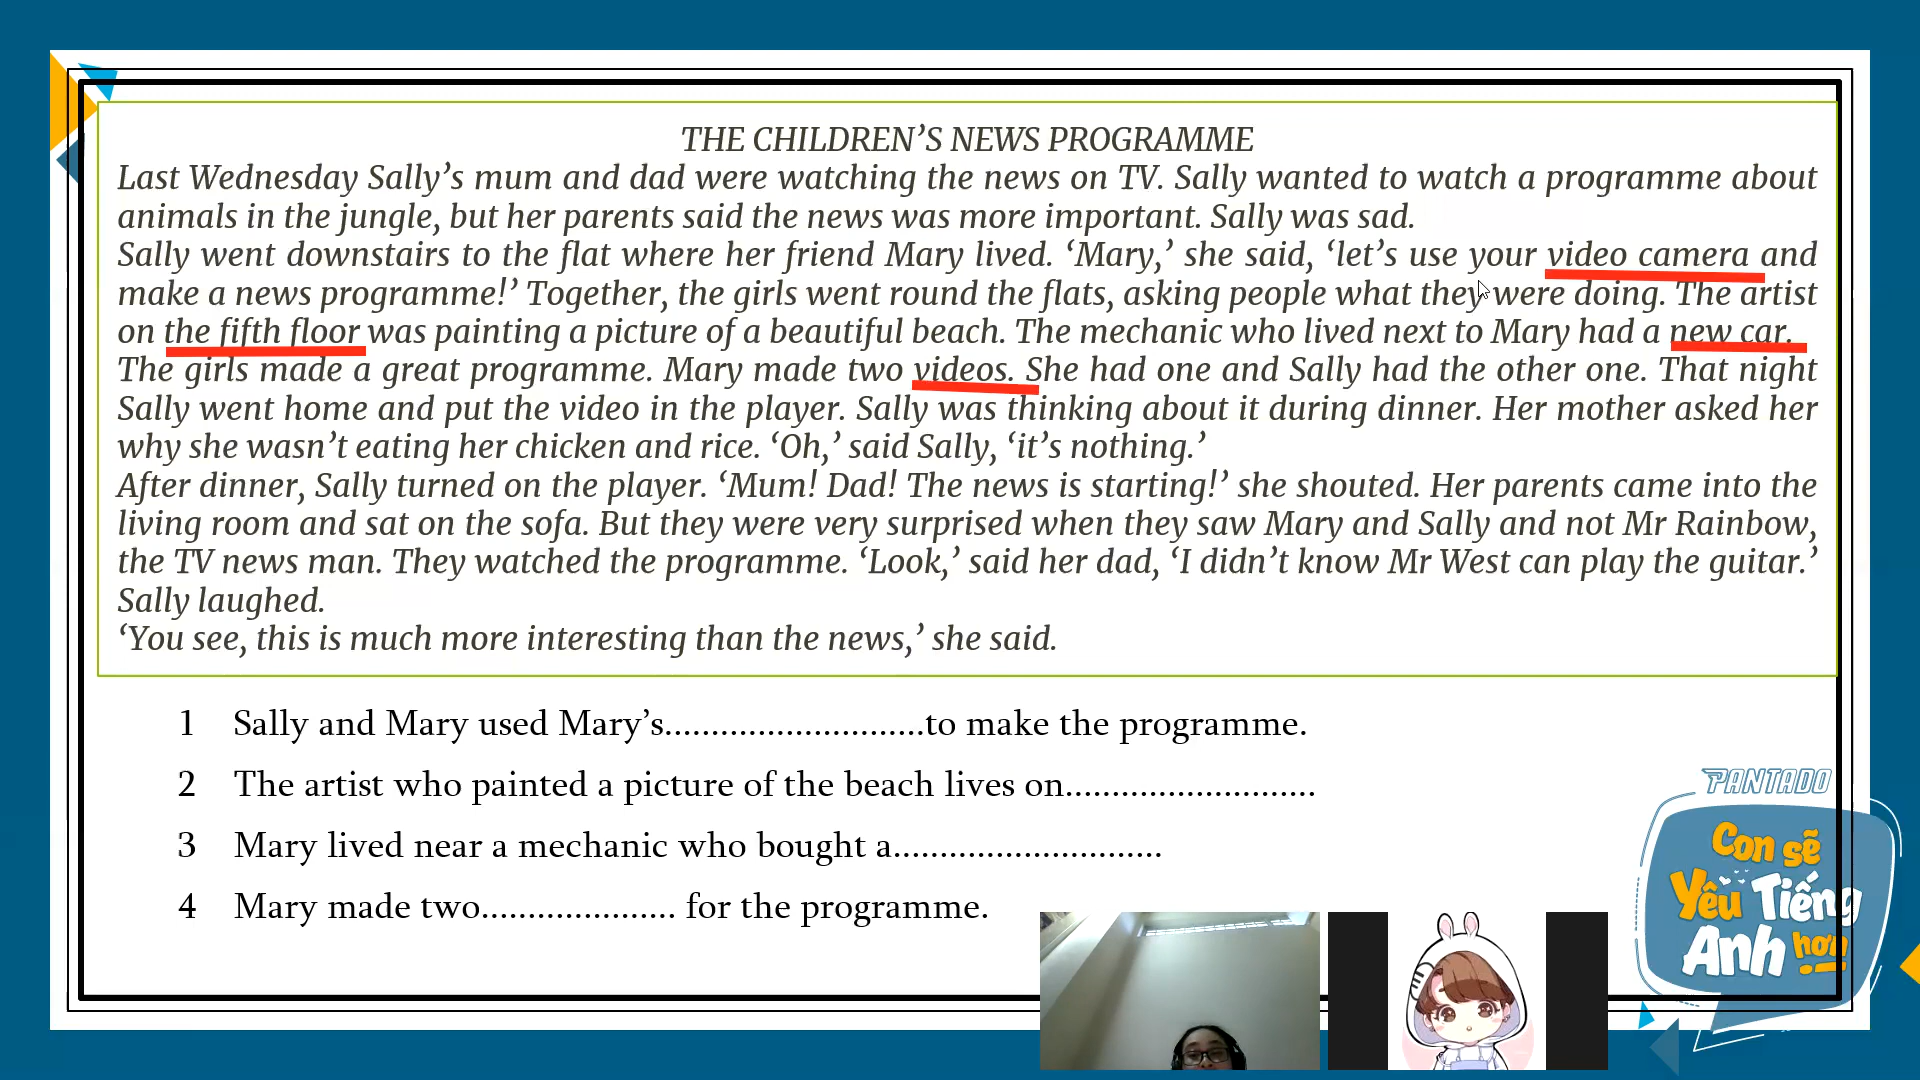 THE CHILDREN’S NEWS PROGRAMME
Last Wednesday Sally’s mum and dad were watching the news on TV. Sally wanted to watch a programme about
animals in the jungle, but her parents said the news was more important. Sally was sad.
Sally went downstairs to the flat where her friend Mary lived. ‘Mary,’ she said, ‘let’s use your video camera and
make a news programme!’ Together, the girls went round the flats, asking people what they were doing. The artist
on the fifth floor was painting a picture of a beautiful beach. The mechanic who lived next to Mary had a new car.
The girls made a great programme. Mary made two videos. She had one and Sally had the other one. That night
Sally went home and put the video in the player. Sally was thinking about it during dinner. Her mother asked her
why she wasn’t eating her chicken and rice. ‘Oh,’ said Sally, ‘it’s nothing.’
After dinner, Sally turned on the player. ‘Mum! Dad! The news is starting!’ she shouted. Her parents came into the
living room and sat on the sofa. But they were very surprised when they saw Mary and Sally and not Mr Rainbow,
the TV news man. They watched the programme. ‘Look,’ said her dad, ‘I didn’t know Mr West can play the guitar.’
Sally laughed.
‘You see, this is much more interesting than the news,’ she said.
1 Sally and Mary used Mary’s............................to make the programme.
2 The artist who painted a picture of the beach lives on...........................
3 Mary lived near a mechanic who bought a.............................
4 Mary made two..................... for the programme.
PANTADO
Con sẽ
Yêu Tiếng
Anh hơn